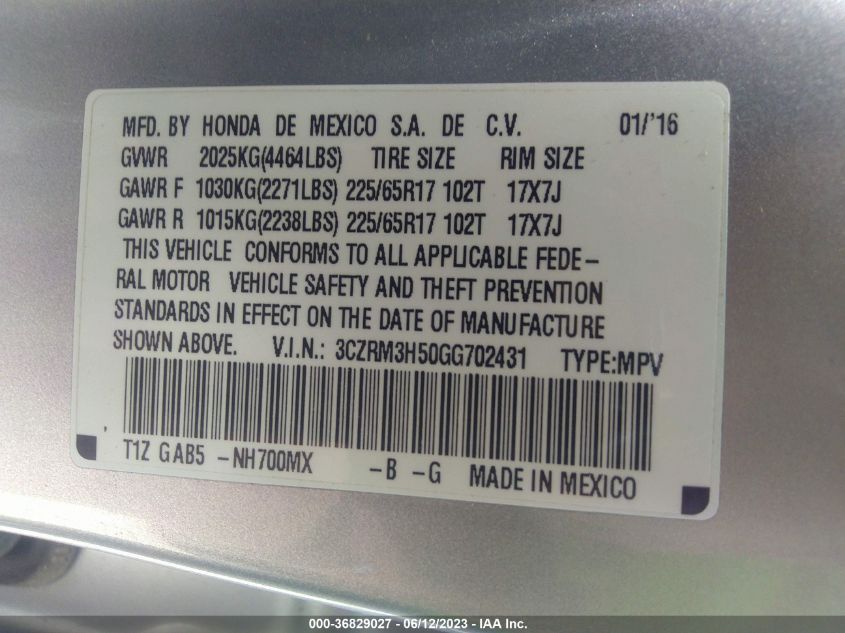 MFD. BY HONDA DE MEXICO S.A. DE C.V. 01/'16
GVWR 2025KG(4464LBS) TIRE SIZE RIM SIZE
GAWR F 1030KG(2271LBS) 225/65R17 102T 17X7J
GAWR R 1015KG(2238LBS) 225/65R17 102T 17X7J
THIS VEHICLE CONFORMS TO ALL APPLICABLE FEDE-
RAL MOTOR VEHICLE SAFETY AND THEFT PREVENTION
STANDARDS IN EFFECT ON THE DATE OF MANUFACTURE
SHOWN ABOVE. V.I.N.: 3CZRM3H50GG702431 TYPE:MPV
T1Z GAB5 -NH700MX -B -G MADE IN MEXICO
000-36829027 - 06/12/2023 - IAA Inc.